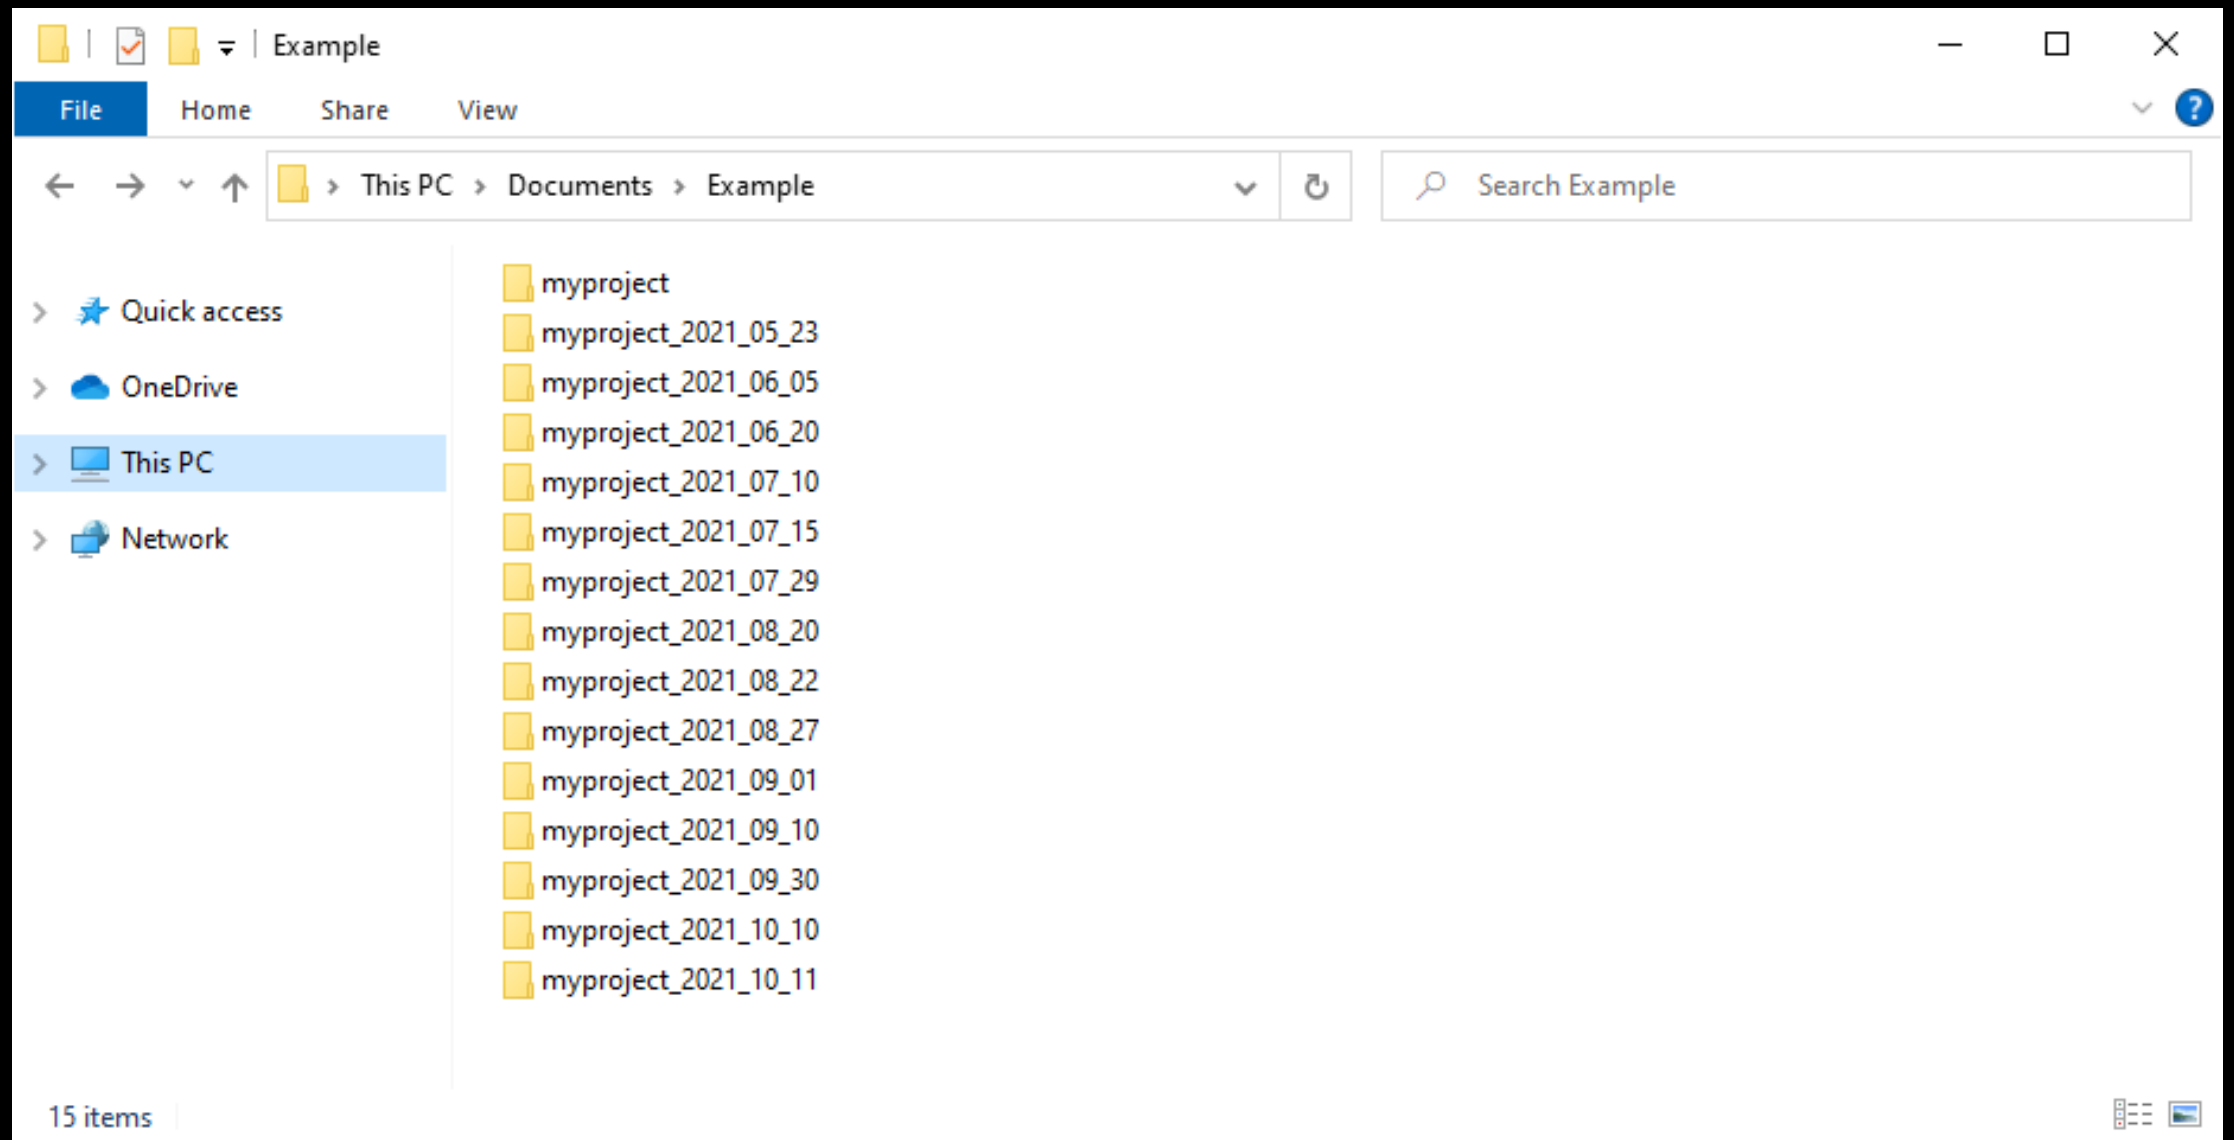 Example
File Home Share View
This PC > Documents > Example Search Example
Quick access
OneDrive
This PC
Network
myproject
myproject_2021_05_23
myproject_2021_06_05
myproject_2021_06_20
myproject_2021_07_10
myproject_2021_07_15
myproject_2021_07_29
myproject_2021_08_20
myproject_2021_08_22
myproject_2021_08_27
myproject_2021_09_01
myproject_2021_09_10
myproject_2021_09_30
myproject_2021_10_10
myproject_2021_10_11
15 items